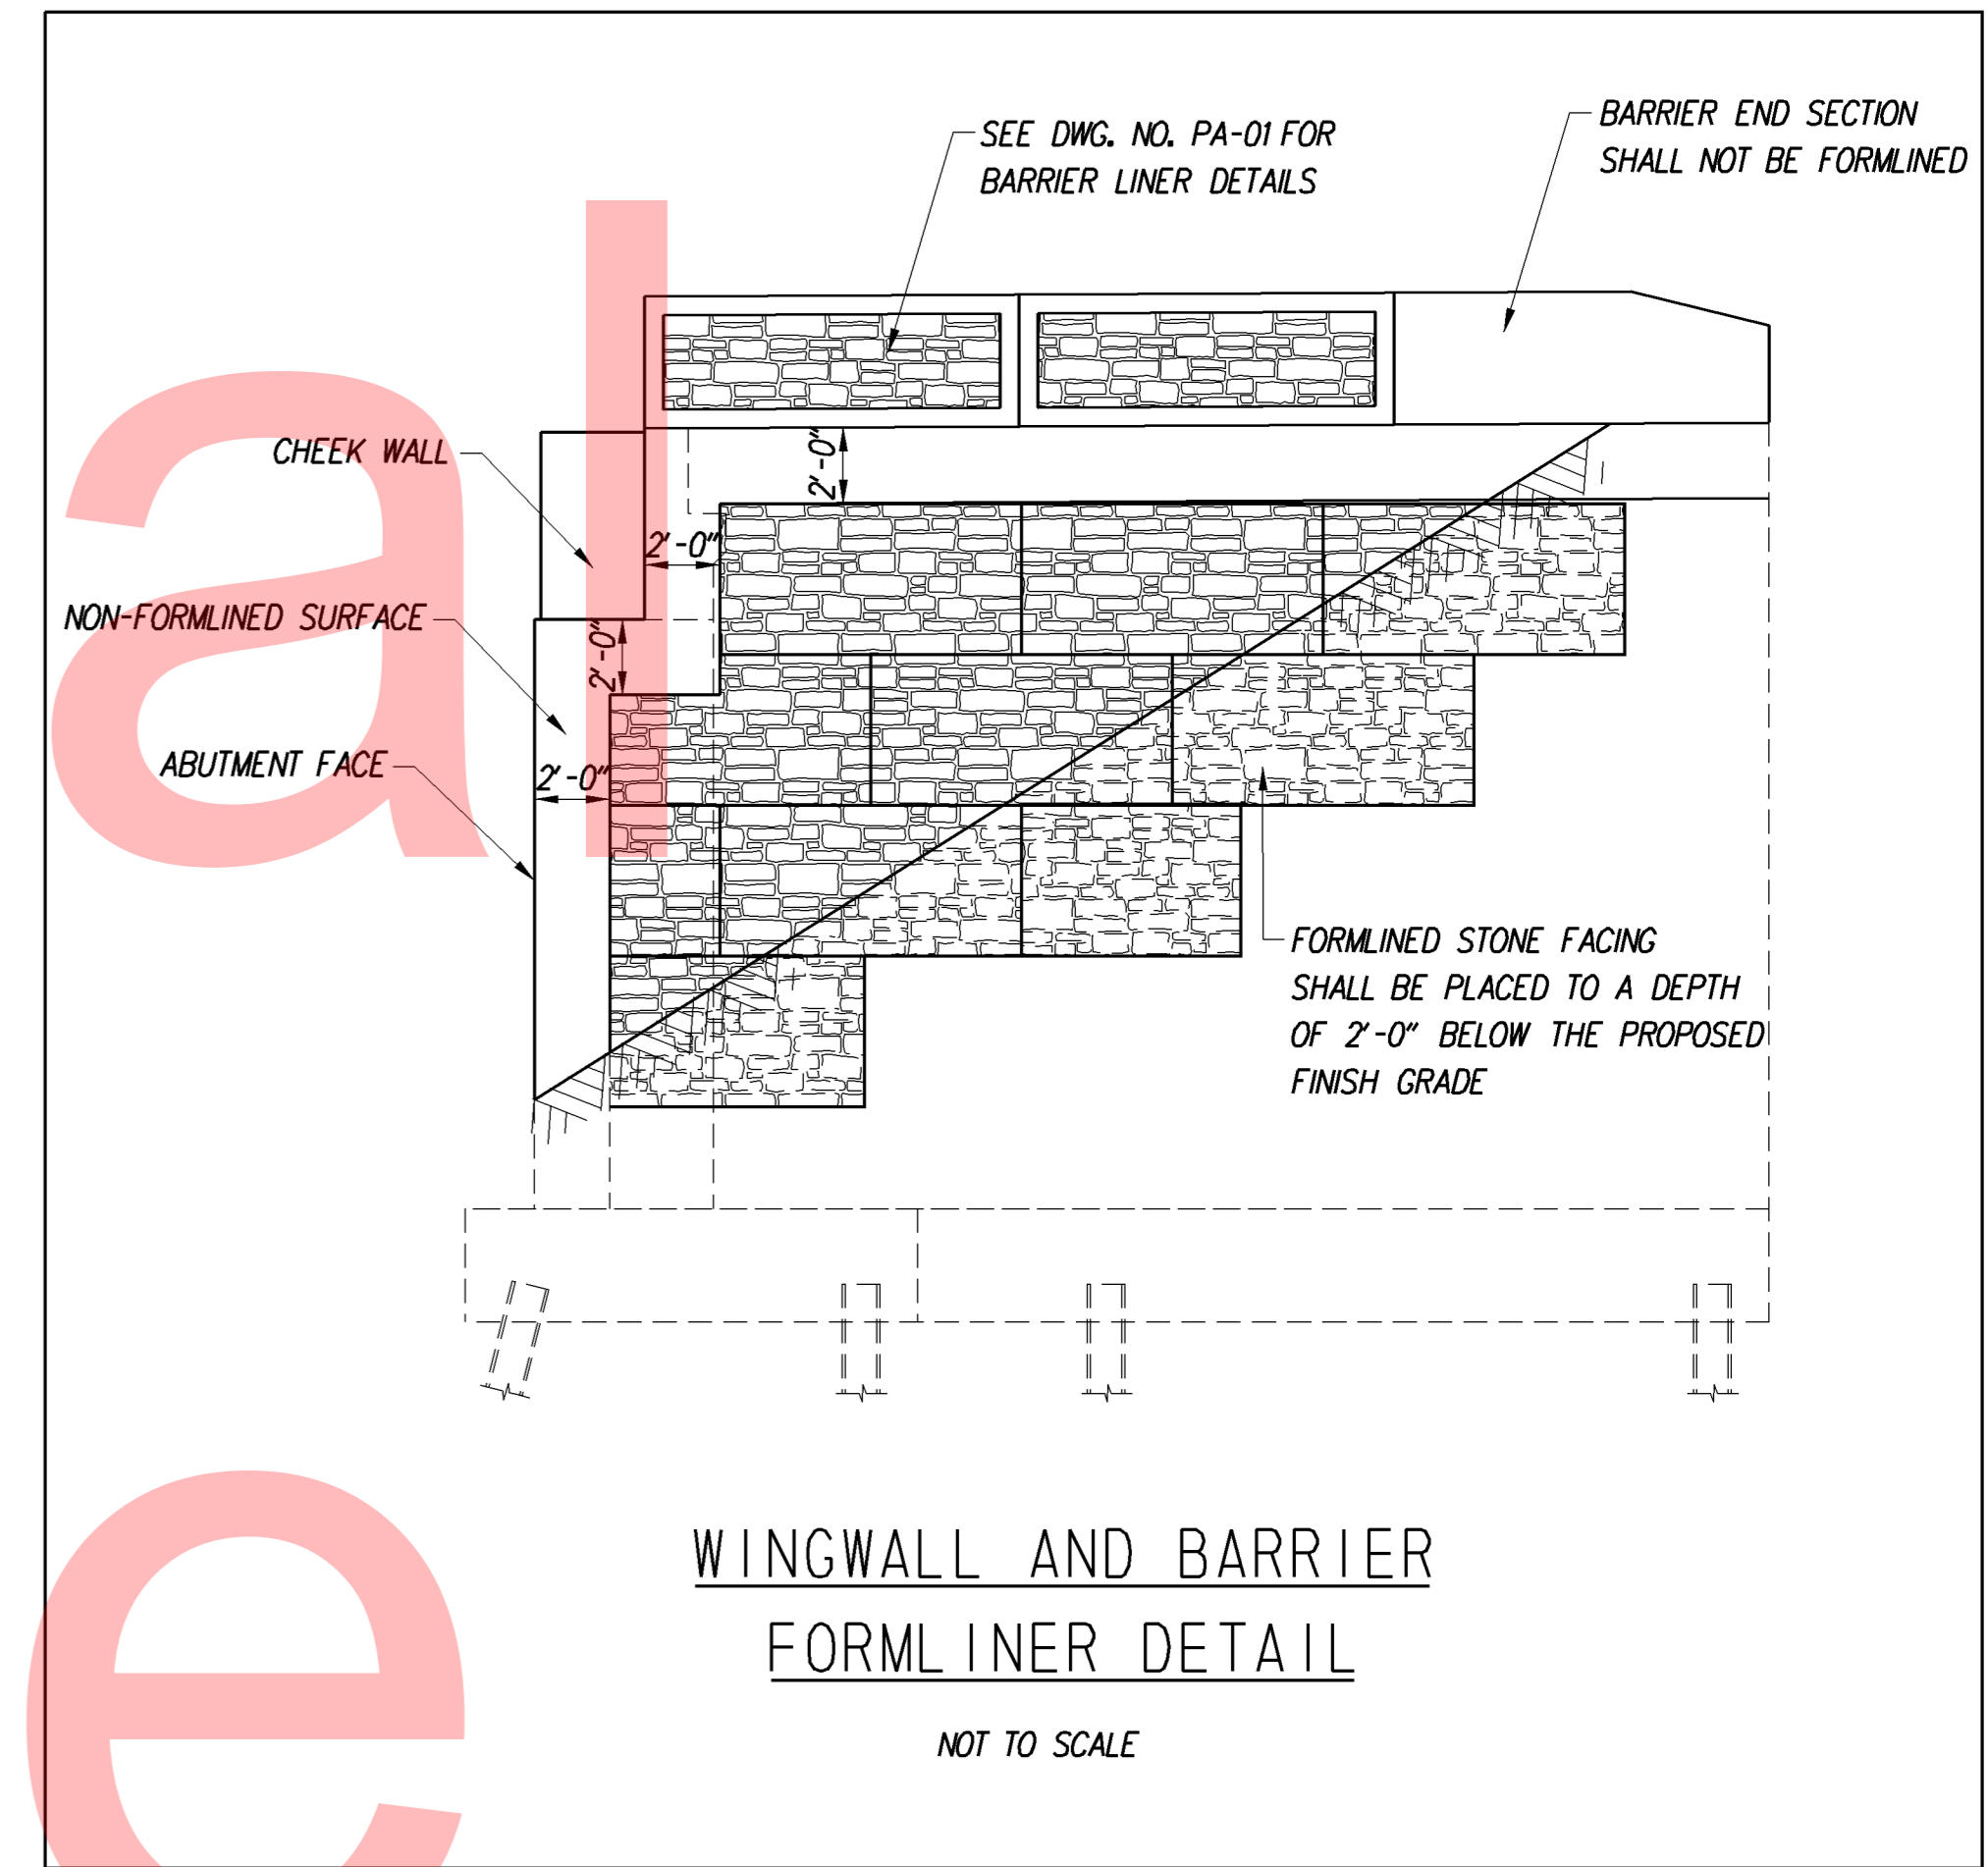 SEE DWG. NO. PA-01 FOR
BARRIER LINER DETAILS
BARRIER END SECTION
SHALL NOT BE FORMLINED
CHEEK WALL
2'-0"
2'-0"
NON-FORMLINED SURFACE
2'-0"
ABUTMENT FACE
2'-0"
FORMLINED STONE FACING
SHALL BE PLACED TO A DEPTH
OF 2'-0" BELOW THE PROPOSED
FINISH GRADE
WINGWALL AND BARRIER
FORMLINER DETAIL
NOT TO SCALE
al
e